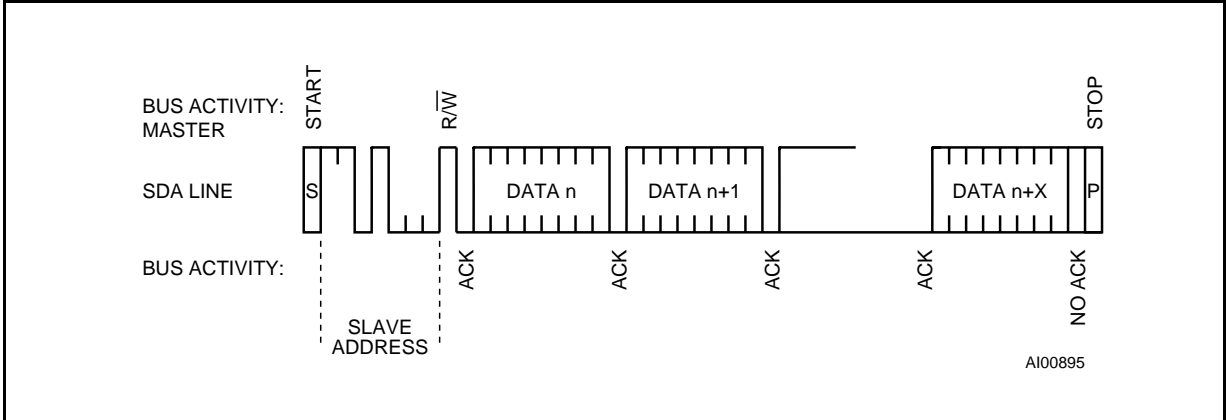 BUS ACTIVITY:
MASTER
START
R/W
STOP
SDA LINE
S
DATA n
DATA n+1
DATA n+X
P
BUS ACTIVITY:
ACK
ACK
ACK
ACK
NO ACK
SLAVE
ADDRESS
AI00895